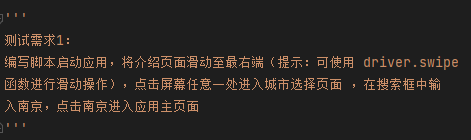 '''
测试需求1:
编写脚本启动应用，将介绍页面滑动至最右端（提示：可使用 driver.swipe
函数进行滑动操作），点击屏幕任意一处进入城市选择页面 ，在搜索框中输
入南京，点击南京进入应用主页面
'''